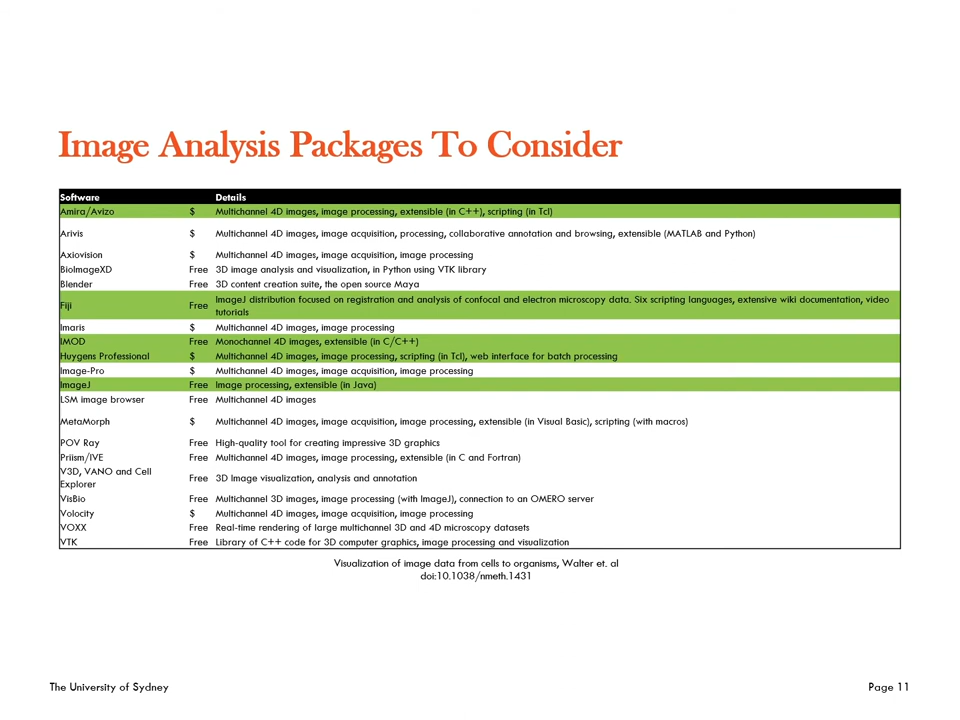 Image Analysis Packages To Consider
Software Details
Amira/Avizo $ Multichannel 4D images, image processing, extensible (in C++), scripting (in Tcl)
Arivis $ Multichannel 4D images, image acquisition, processing, collaborative annotation and browsing, extensible (MATLAB and Python)
Axiovision $ Multichannel 4D images, image acquisition, image processing
BioImageXD Free 3D image analysis and visualization, in Python using VTK library
Blender Free 3D content creation suite, the open source Maya
Fiji Free ImageJ distribution focused on registration and analysis of confocal and electron microscopy data. Six scripting languages, extensive wiki documentation, video
tutorials
Imaris $ Multichannel 4D images, image processing
IMOD Free Monochannel 4D images, extensible (in C/C++)
Huygens Professional $ Multichannel 4D images, image processing, scripting (in Tcl), web interface for batch processing
Image-Pro $ Multichannel 4D images, image acquisition, image processing
ImageJ Free Image processing, extensible (in Java)
LSM image browser Free Multichannel 4D images
MetaMorph $ Multichannel 4D images, image acquisition, image processing, extensible (in Visual Basic), scripting (with macros)
POV Ray Free High-quality tool for creating impressive 3D graphics
Priism/IVE Free Multichannel 4D images, image processing, extensible (in C and Fortran)
V3D, VANO and Cell
Explorer Free 3D Image visualization, analysis and annotation
VisBio Free Multichannel 3D images, image processing (with ImageJ), connection to an OMERO server
Volocity $ Multichannel 4D images, image acquisition, image processing
VOXX Free Real-time rendering of large multichannel 3D and 4D microscopy datasets
VTK Free Library of C++ code for 3D computer graphics, image processing and visualization
Visualization of image data from cells to organisms, Walter et. al
doi:10.1038/nmeth.1431
The University of Sydney Page 11